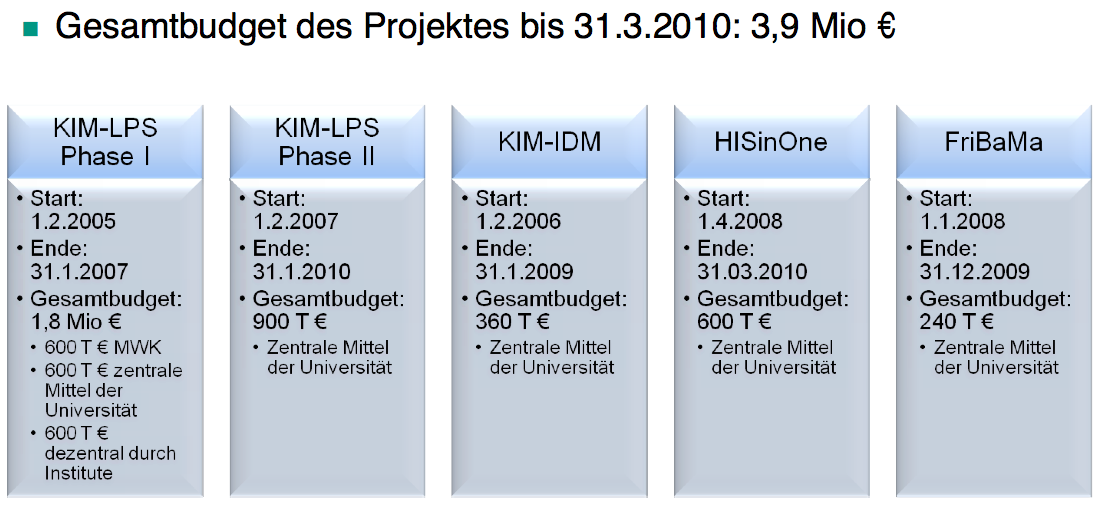 Gesamtbudget des Projektes bis 31.3.2010: 3,9 Mio €
KIM-LPS
Phase I
• Start:
1.2.2005
• Ende:
31.1.2007
• Gesamtbudget:
1,8 Mio €
• 600 T € MWK
• 600 T € zentrale
Mittel der
Universität
• 600 T €
dezentral durch
Institute
KIM-LPS
Phase II
• Start:
1.2.2007
• Ende:
31.1.2010
• Gesamtbudget:
900 T €
• Zentrale Mittel
der Universität
KIM-IDM
• Start:
1.2.2006
• Ende:
31.1.2009
• Gesamtbudget:
360 T €
• Zentrale Mittel
der Universität
HISinOne
• Start:
1.4.2008
• Ende:
31.03.2010
• Gesamtbudget:
600 T €
• Zentrale Mittel
der Universität
FriBaMa
• Start:
1.1.2008
• Ende:
31.12.2009
• Gesamtbudget:
240 T €
• Zentrale Mittel
der Universität